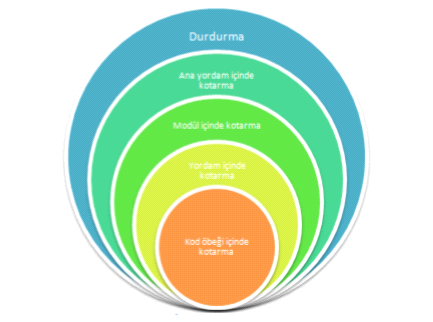 Durdurma
Ana yordam içinde
kotarma
Modül içinde kotarma
Yordam içinde
kotarma
Kod öbeği içinde
kotarma